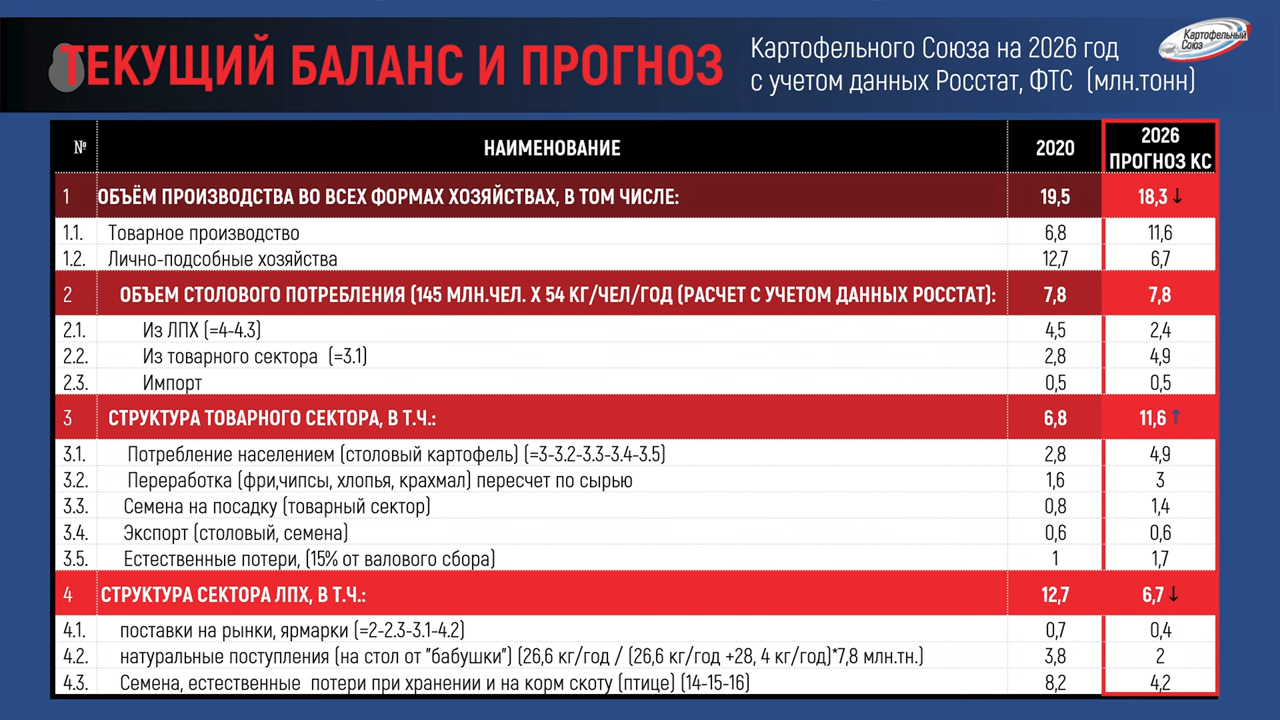 ТЕКУЩИЙ БАЛАНС И ПРОГНОЗ
Картофельного Союза на 2026 год
с учетом данных Росстат, ФТС (млн.тонн)
Картофельный
Союз
№ НАИМЕНОВАНИЕ 2020 2026 ПРОГНОЗ КС
1 ОБЪЁМ ПРОИЗВОДСТВА ВО ВСЕХ ФОРМАХ ХОЗЯЙСТВАХ, В ТОМ ЧИСЛЕ: 19,5 18,3 ↓
1.1. Товарное производство 6,8 11,6
1.2. Лично-подсобные хозяйства 12,7 6,7
2 ОБЪЕМ СТОЛОВОГО ПОТРЕБЛЕНИЯ (145 МЛН.ЧЕЛ. Х 54 КГ/ЧЕЛ/ГОД (РАСЧЕТ С УЧЕТОМ ДАННЫХ РОССТАТ): 7,8 7,8
2.1. Из ЛПХ (=4-4.3) 4,5 2,4
2.2. Из товарного сектора (=3.1) 2,8 4,9
2.3. Импорт 0,5 0,5
3 СТРУКТУРА ТОВАРНОГО СЕКТОРА, В Т.Ч.: 6,8 11,6 ↑
3.1. Потребление населением (столовый картофель) (=3-3.2-3.3-3.4-3.5) 2,8 4,9
3.2. Переработка (фри,чипсы, хлопья, крахмал) пересчет по сырью 1,6 3
3.3. Семена на посадку (товарный сектор) 0,8 1,4
3.4. Экспорт (столовый, семена) 0,6 0,6
3.5. Естественные потери, (15% от валового сбора) 1 1,7
4 СТРУКТУРА СЕКТОРА ЛПХ, В Т.Ч.: 12,7 6,7 ↓
4.1. поставки на рынки, ярмарки (=2-2.3-3.1-4.2) 0,7 0,4
4.2. натуральные поступления (на стол от "бабушки") (26,6 кг/год / (26,6 кг/год +28, 4 кг/год)*7,8 млн.тн.) 3,8 2
4.3. Семена, естественные потери при хранении и на корм скоту (птице) (14-15-16) 8,2 4,2